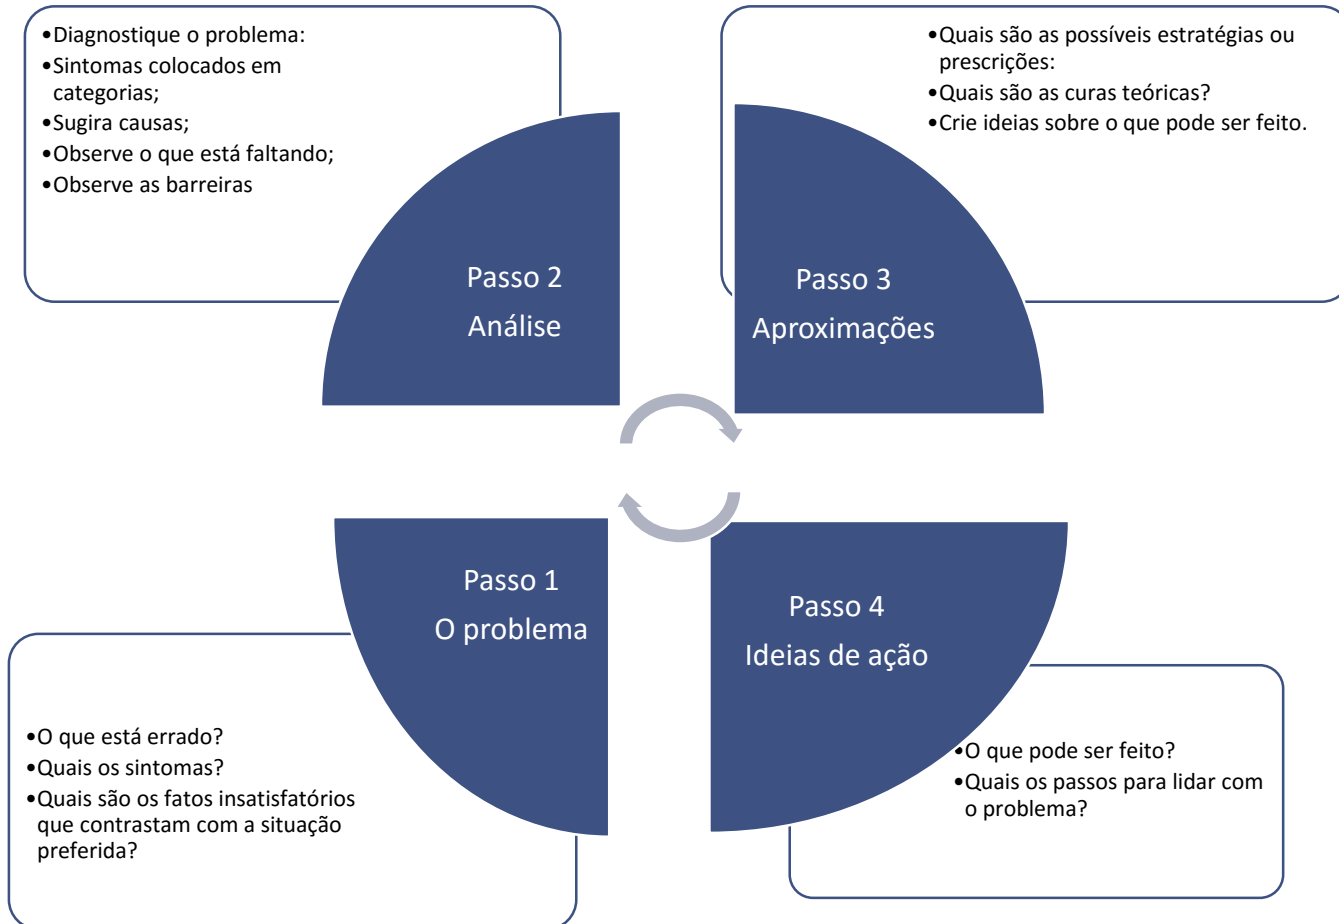 •Diagnostique o problema:
•Sintomas colocados em
categorias;
•Sugira causas;
•Observe o que está faltando;
•Observe as barreiras
•Quais são as possíveis estratégias ou
prescrições:
•Quais são as curas teóricas?
•Crie ideias sobre o que pode ser feito.
Passo 2
Análise
Passo 3
Aproximações
Passo 1
O problema
Passo 4
Ideias de ação
•O que está errado?
•Quais os sintomas?
•Quais são os fatos insatisfatórios
que contrastam com a situação
preferida?
•O que pode ser feito?
•Quais os passos para lidar com
o problema?